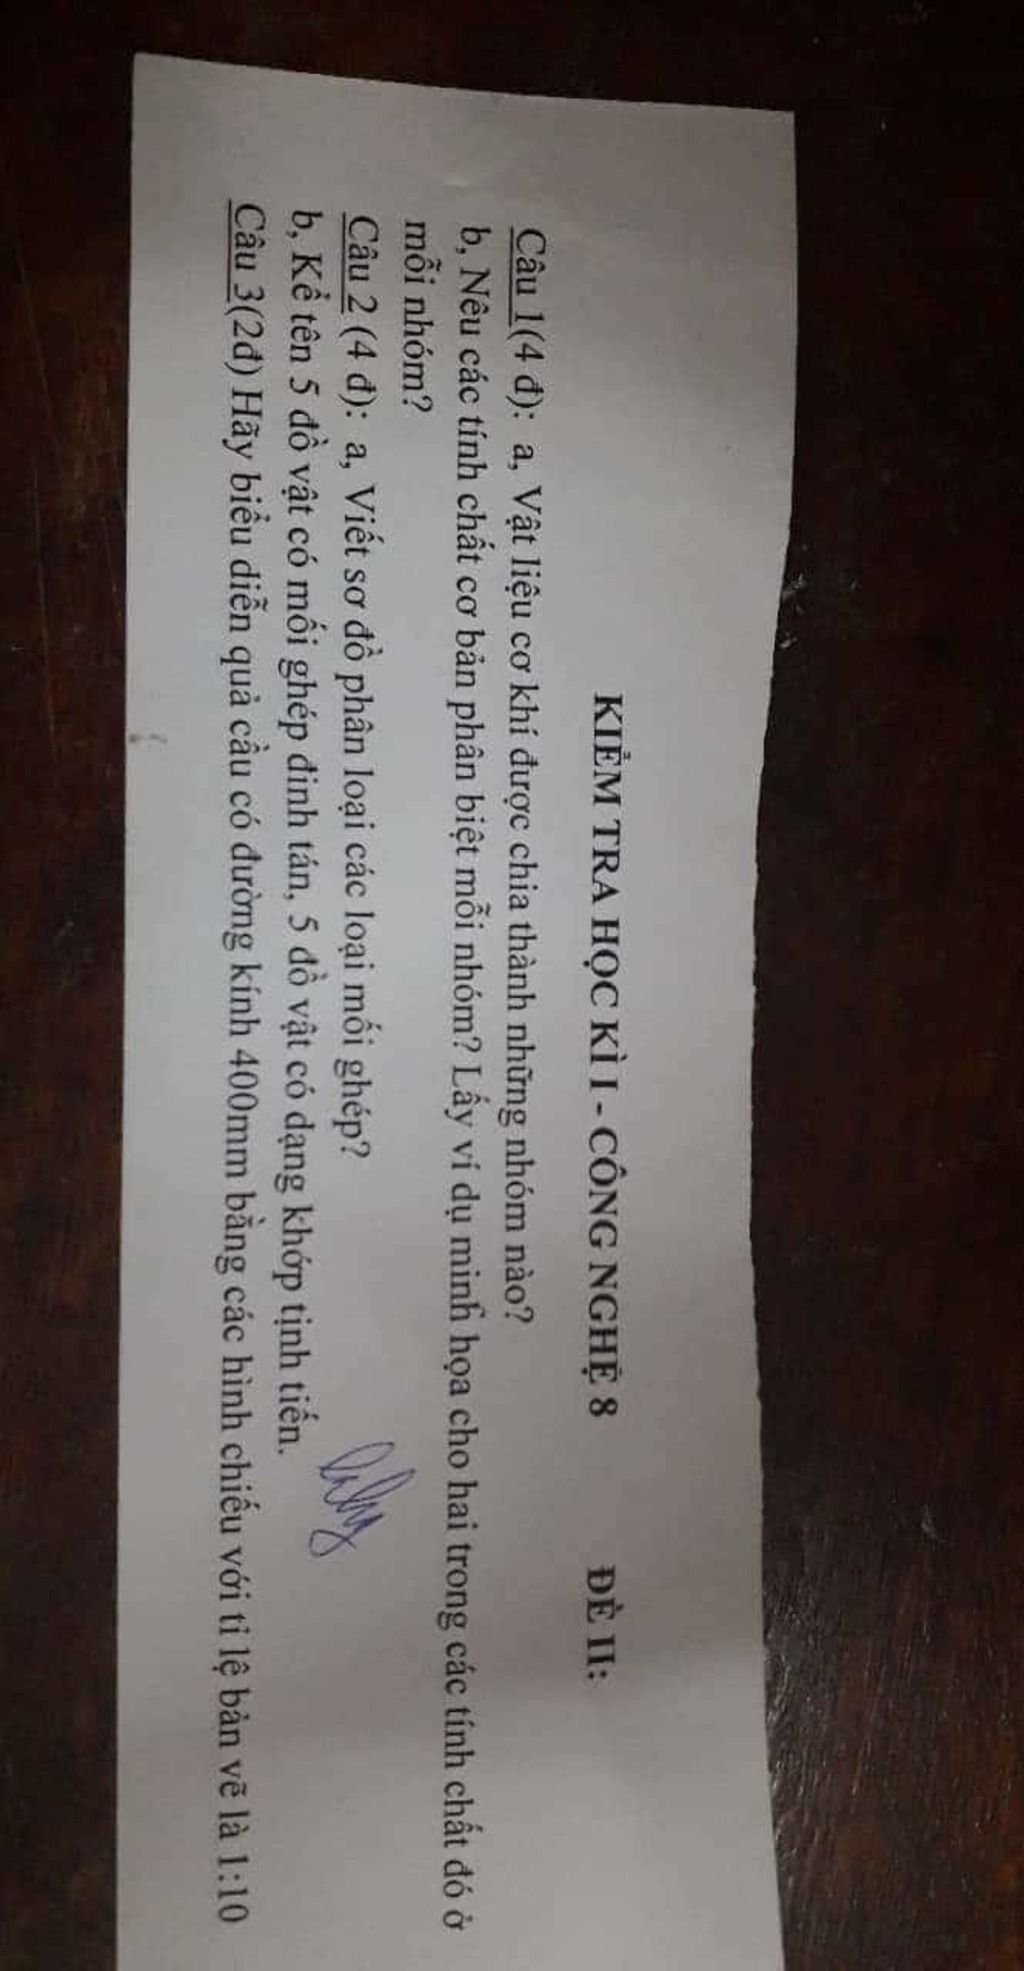 KIỂM TRA HỌC KÌ I - CÔNG NGHỆ 8 ĐỀ II:
Câu 1(4 đ): a, Vật liệu cơ khí được chia thành những nhóm nào?
b, Nêu các tính chất cơ bản phân biệt mỗi nhóm? Lấy ví dụ minh họa cho hai trong các tính chất đó ở
mỗi nhóm?
Câu 2 (4 đ): a, Viết sơ đồ phân loại các loại mối ghép?
b, Kể tên 5 đồ vật có mối ghép đinh tán, 5 đồ vật có dạng khớp tịnh tiến.
Câu 3(2đ) Hãy biểu diễn quả cầu có đường kính 400mm bằng các hình chiếu với tỉ lệ bản vẽ là 1:10